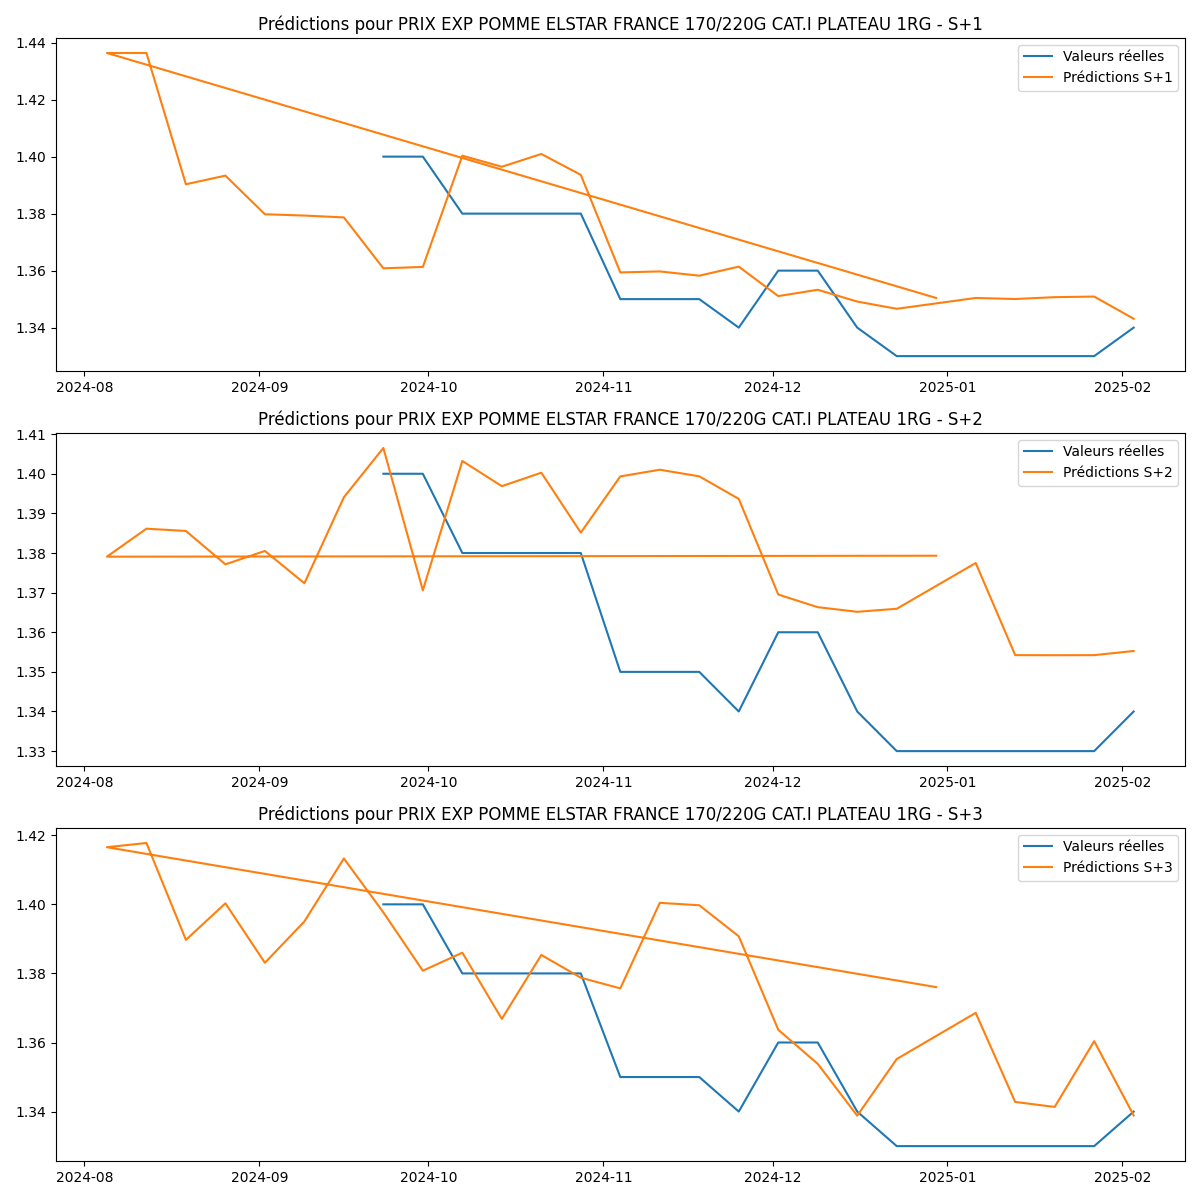 Prédictions pour PRIX EXP POMME ELSTAR FRANCE 170/220G CAT.I PLATEAU 1RG - S+1
1.44
1.42
1.40
1.38
1.36
1.34
Valeurs réelles
Prédictions S+1
2024-08 2024-09 2024-10 2024-11 2024-12 2025-01 2025-02
Prédictions pour PRIX EXP POMME ELSTAR FRANCE 170/220G CAT.I PLATEAU 1RG - S+2
1.41
1.40
1.39
1.38
1.37
1.36
1.35
1.34
1.33
Valeurs réelles
Prédictions S+2
2024-08 2024-09 2024-10 2024-11 2024-12 2025-01 2025-02
Prédictions pour PRIX EXP POMME ELSTAR FRANCE 170/220G CAT.I PLATEAU 1RG - S+3
1.42
1.40
1.38
1.36
1.34
Valeurs réelles
Prédictions S+3
2024-08 2024-09 2024-10 2024-11 2024-12 2025-01 2025-02